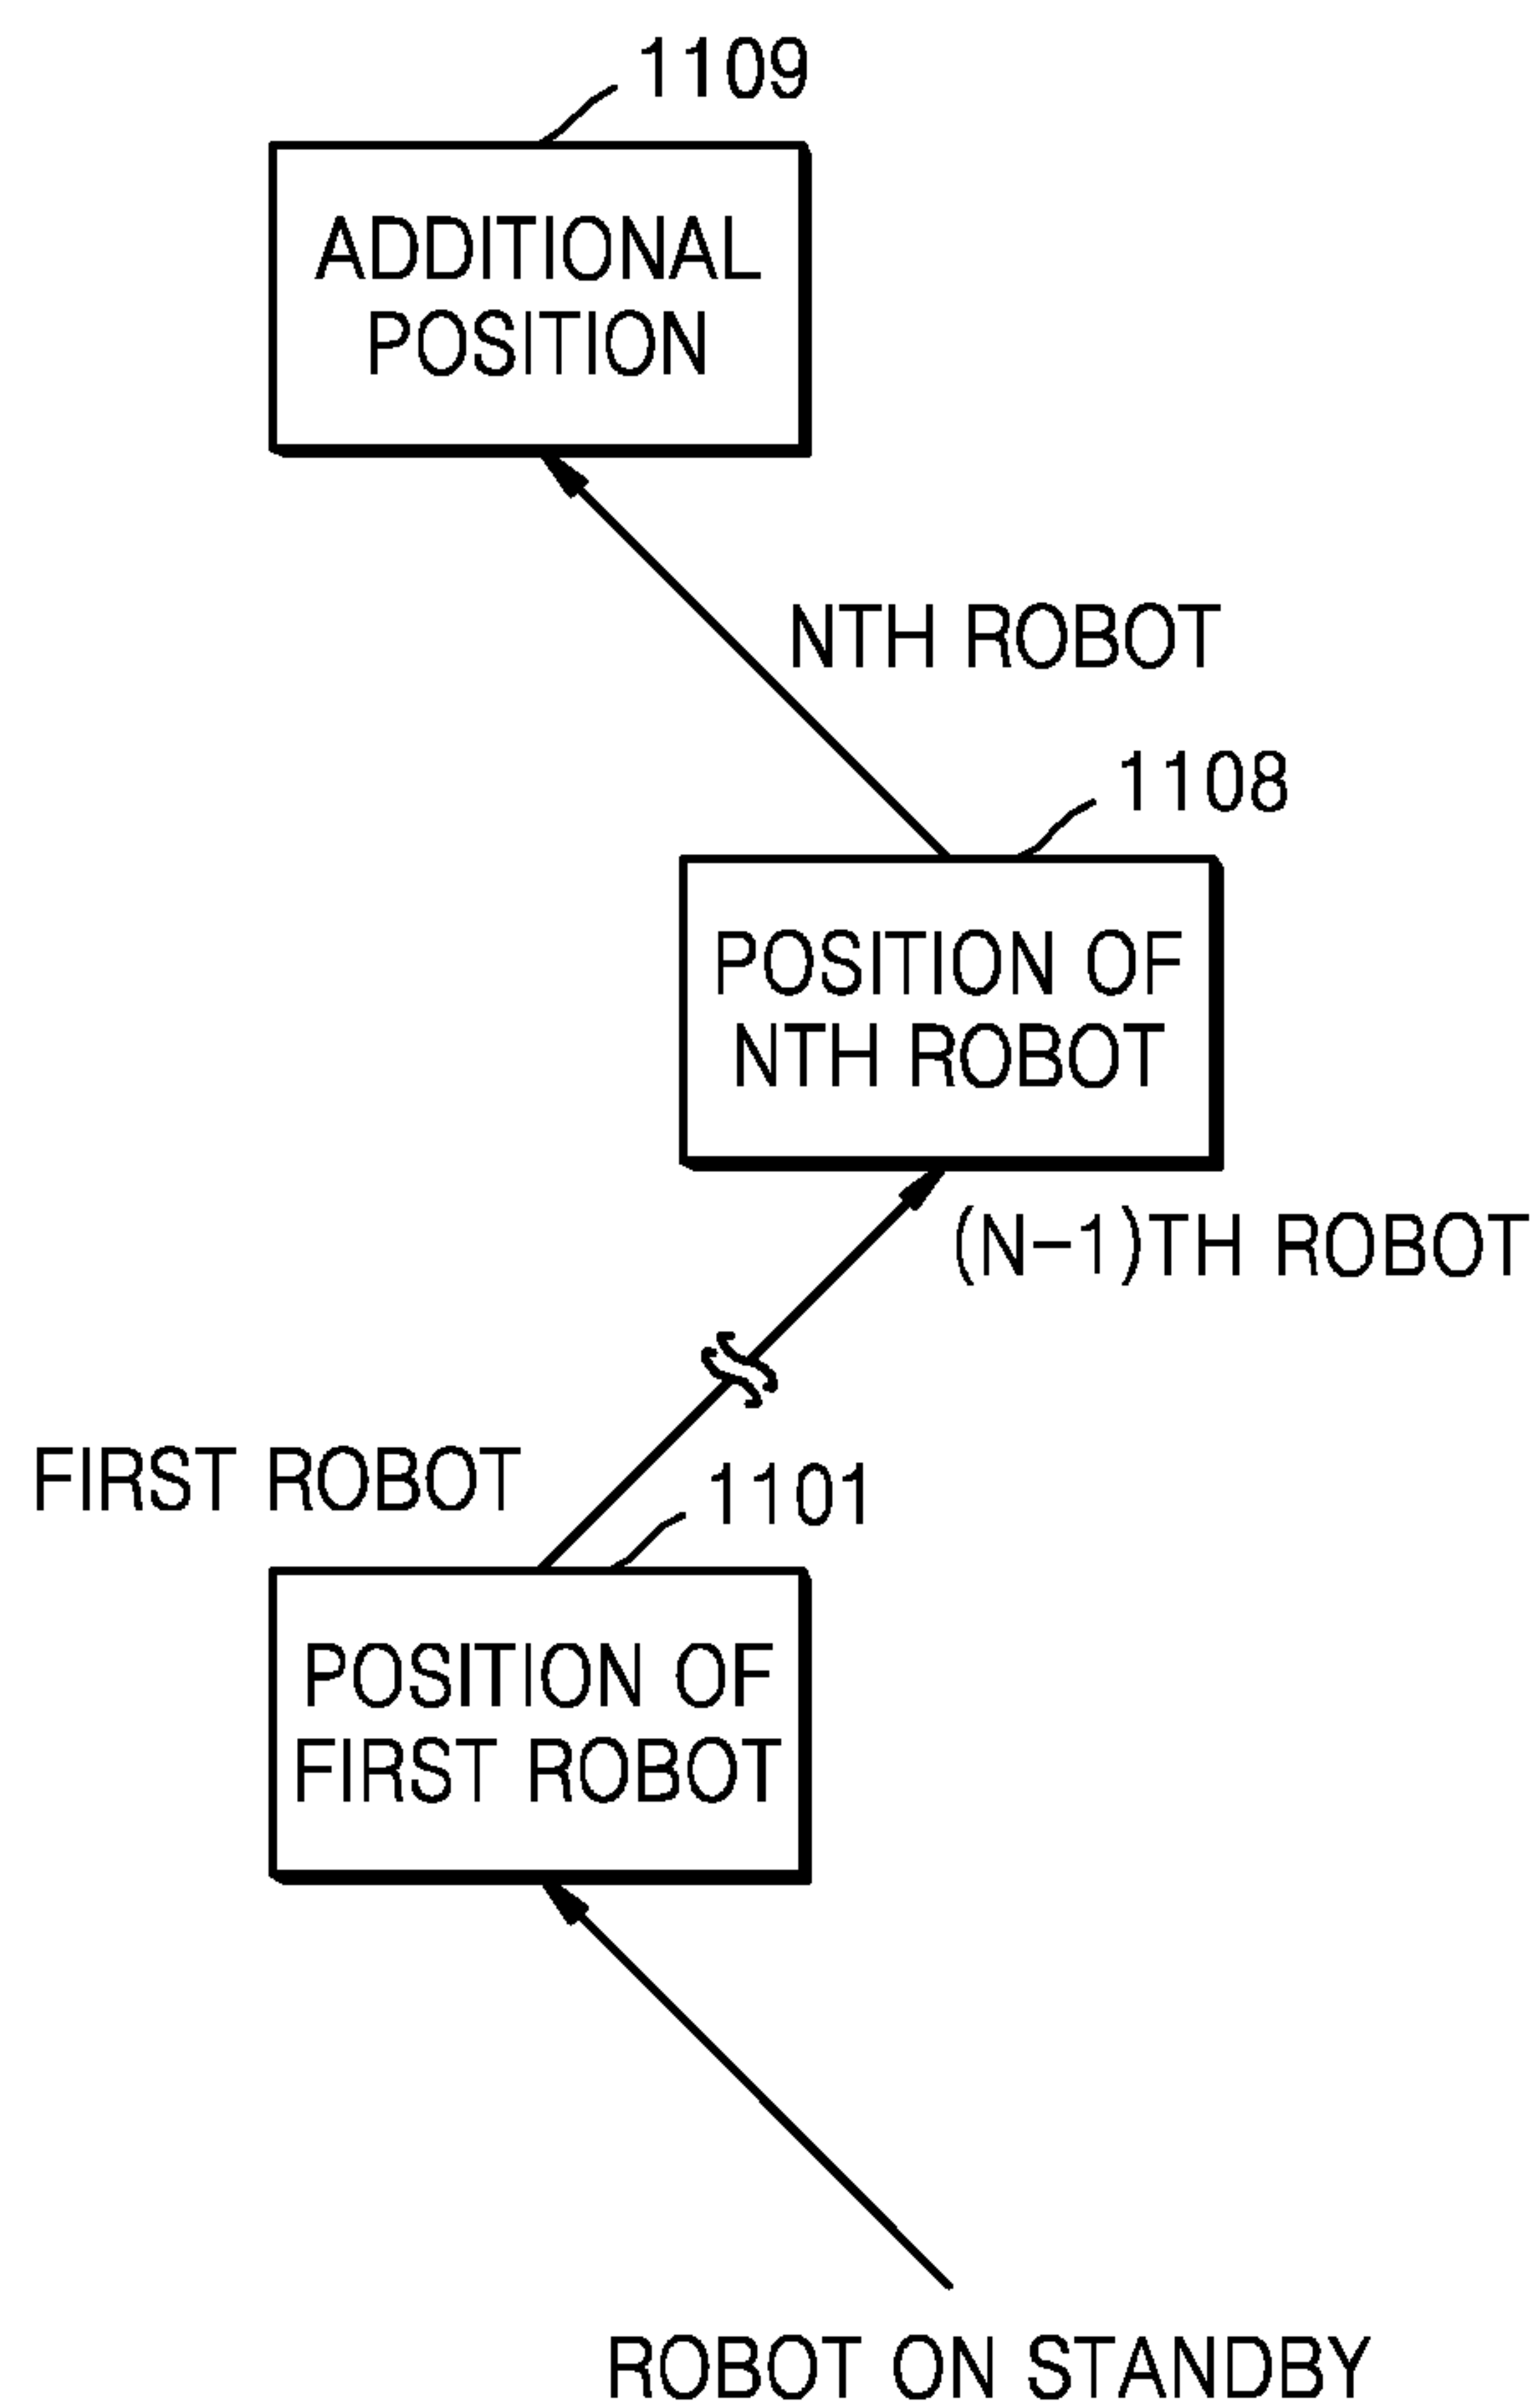 1109
ADDITIONAL
POSITION
NTH ROBOT
1108
POSITION OF
NTH ROBOT
(N-1)TH ROBOT
FIRST ROBOT
1101
POSITION OF
FIRST ROBOT
ROBOT ON STANDBY